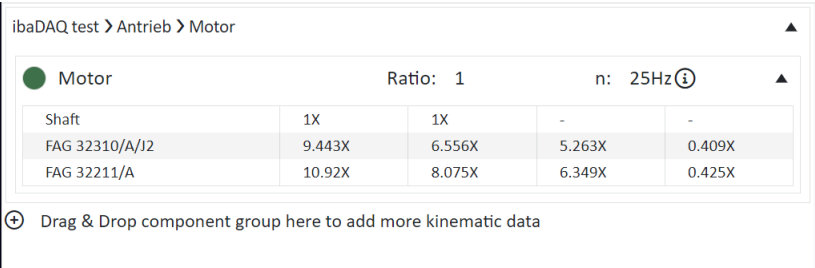 ibaDAQ test > Antrieb > Motor
Motor Ratio: 1 n: 25Hz
Shaft 1X 1X - -
FAG 32310/A/J2 9.443X 6.556X 5.263X 0.409X
FAG 32211/A 10.92X 8.075X 6.349X 0.425X
Drag & Drop component group here to add more kinematic data